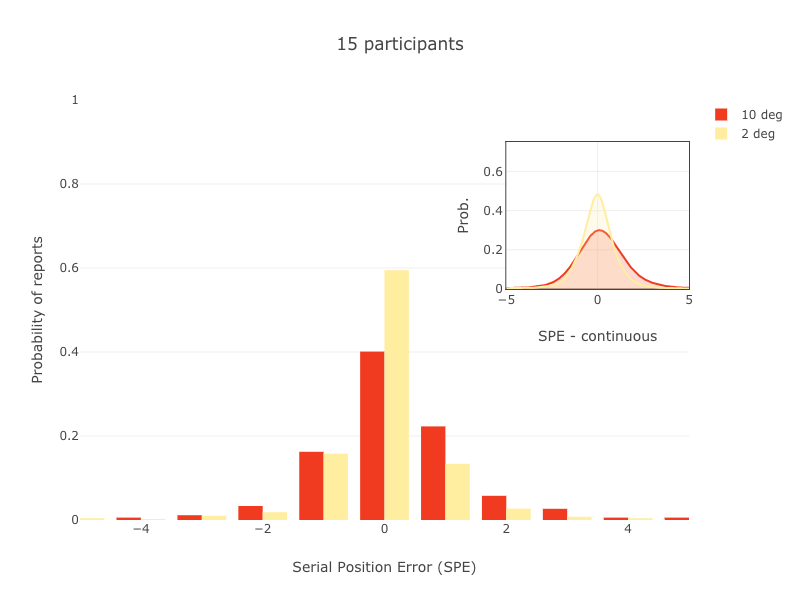 15 participants
1
0.8
0.6
0.4
0.2
0
−4
−2
0
2
4
Serial Position Error (SPE)
Probability of reports
10 deg
2 deg
0.6
0.4
0.2
0
−5
0
5
SPE - continuous
Prob.